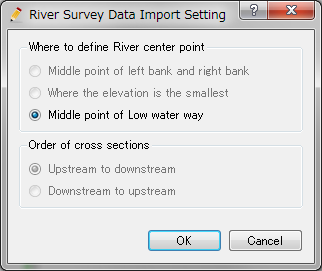 River Survey Data Import Setting
Where to define River center point
Middle point of left bank and right bank
Where the elevation is the smallest
Middle point of Low water way
Order of cross sections
Upstream to downstream
Downstream to upstream
OK Cancel